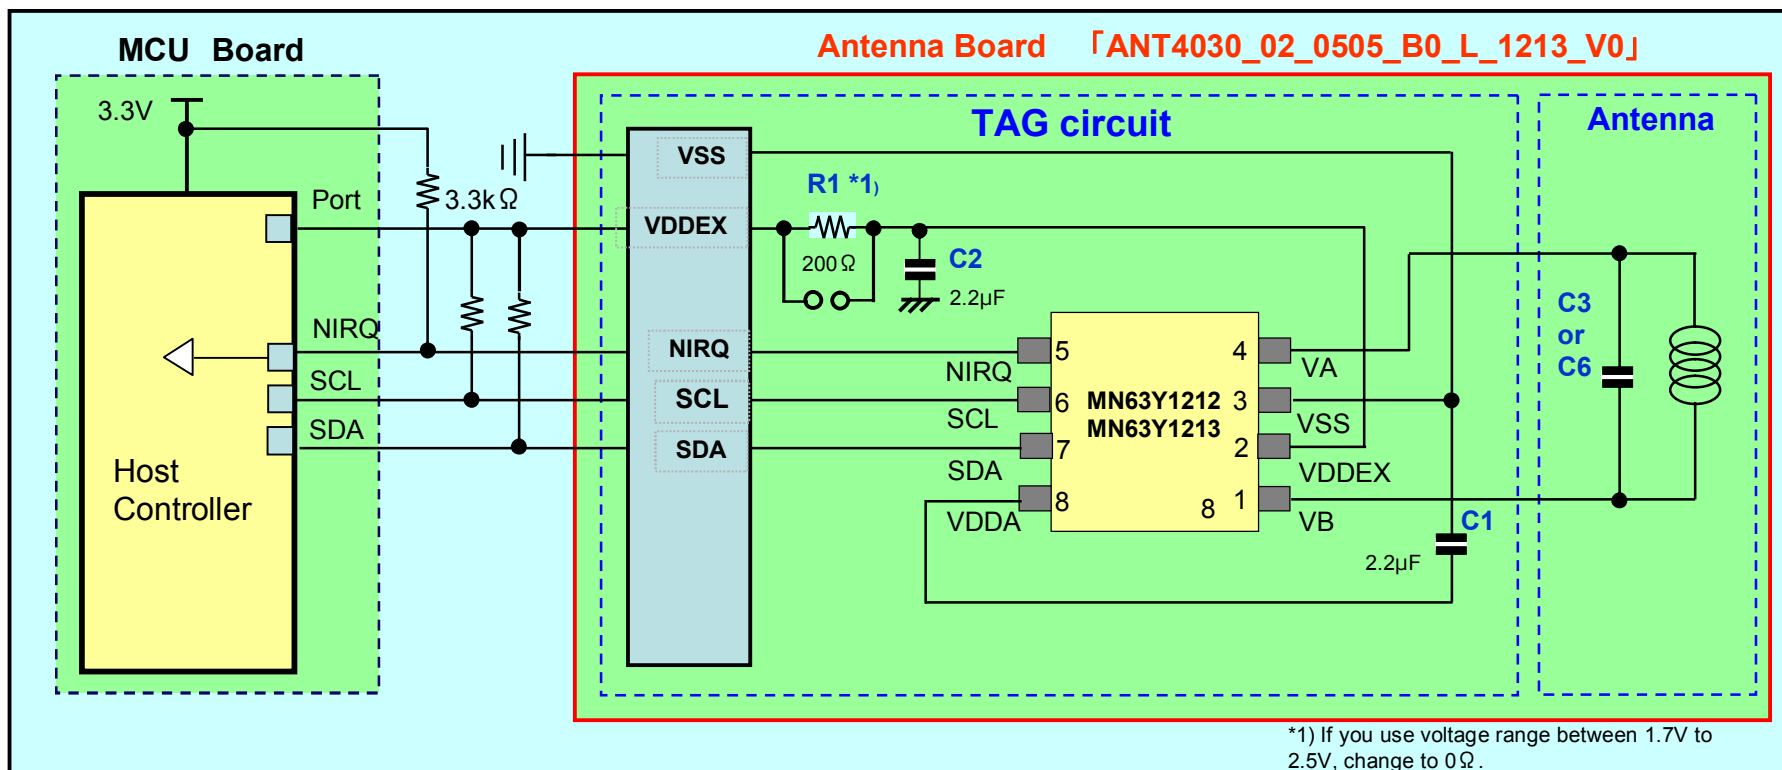 MCU Board
Antenna Board 「ANT4030_02_0505_B0_L_1213_V0」
3.3V
Port
3.3kΩ
NIRQ
SCL
SDA
Host
Controller
TAG circuit
Antenna
VSS
VDDEX
NIRQ
SCL
SDA
R1 *1)
200Ω
C2
2.2µF
NIRQ
SCL
SDA
VDDA
5
6
7
8
MN63Y1212
MN63Y1213
4
3
2
8 1
VA
VSS
VDDEX
VB
C1
2.2µF
C3
or
C6
*1) If you use voltage range between 1.7V to
2.5V, change to 0Ω.